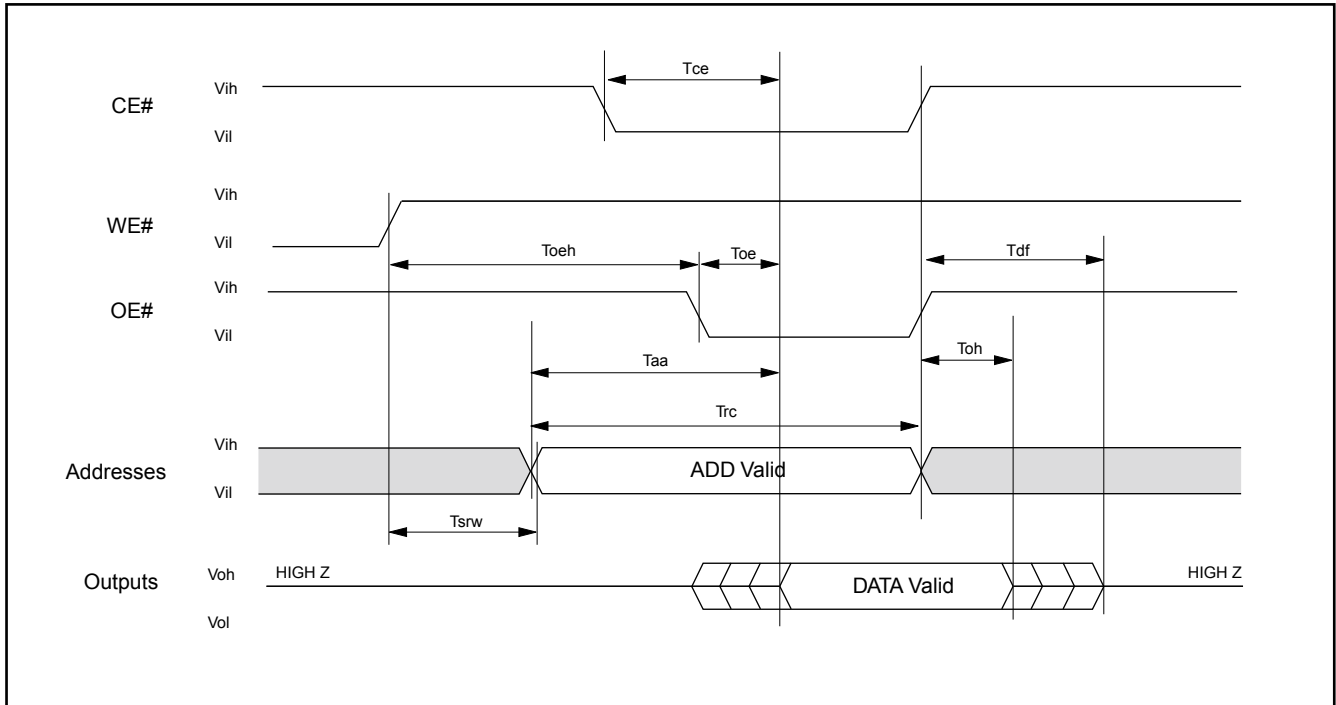 Tce
Vih
CE#
Vil
Vih
WE#
Vil
Toeh
Toe
Tdf
Vih
OE#
Vil
Toh
Taa
Trc
Vih
ADD Valid
Addresses
Vil
Tsrw
Voh
HIGH Z
HIGH Z
Outputs
DATA Valid
Vol